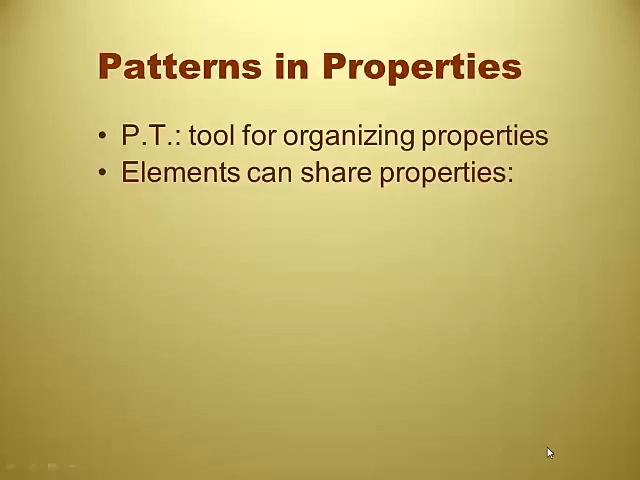 Patterns in Properties
• P.T.: tool for organizing properties
• Elements can share properties: